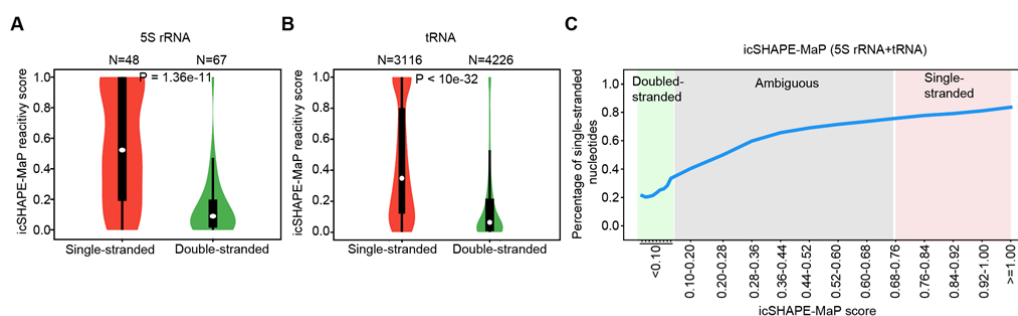 A
5S rRNA
N=48 N=67
P = 1.36e-11
icSHAPE-MaP reacitivy score
1.0
0.8
0.6
0.4
0.2
0.0
Single-stranded Double-stranded
B
tRNA
N=3116 N=4226
P < 10e-32
icSHAPE-MaP reactivity score
1.0
0.8
0.6
0.4
0.2
0.0
Single-stranded Double-stranded
C
icSHAPE-MaP (5S rRNA+tRNA)
Percentage of single-stranded
nucleotides
1.0
0.8
0.6
0.4
0.2
0.0
Doubled-
stranded
Ambiguous
Single-
stranded
<0.10
0.10-0.20
0.20-0.28
0.28-0.36
0.36-0.44
0.44-0.52
0.52-0.60
0.60-0.68
0.68-0.76
0.76-0.84
0.84-0.92
0.92-1.00
>=1.00
icSHAPE-MaP score